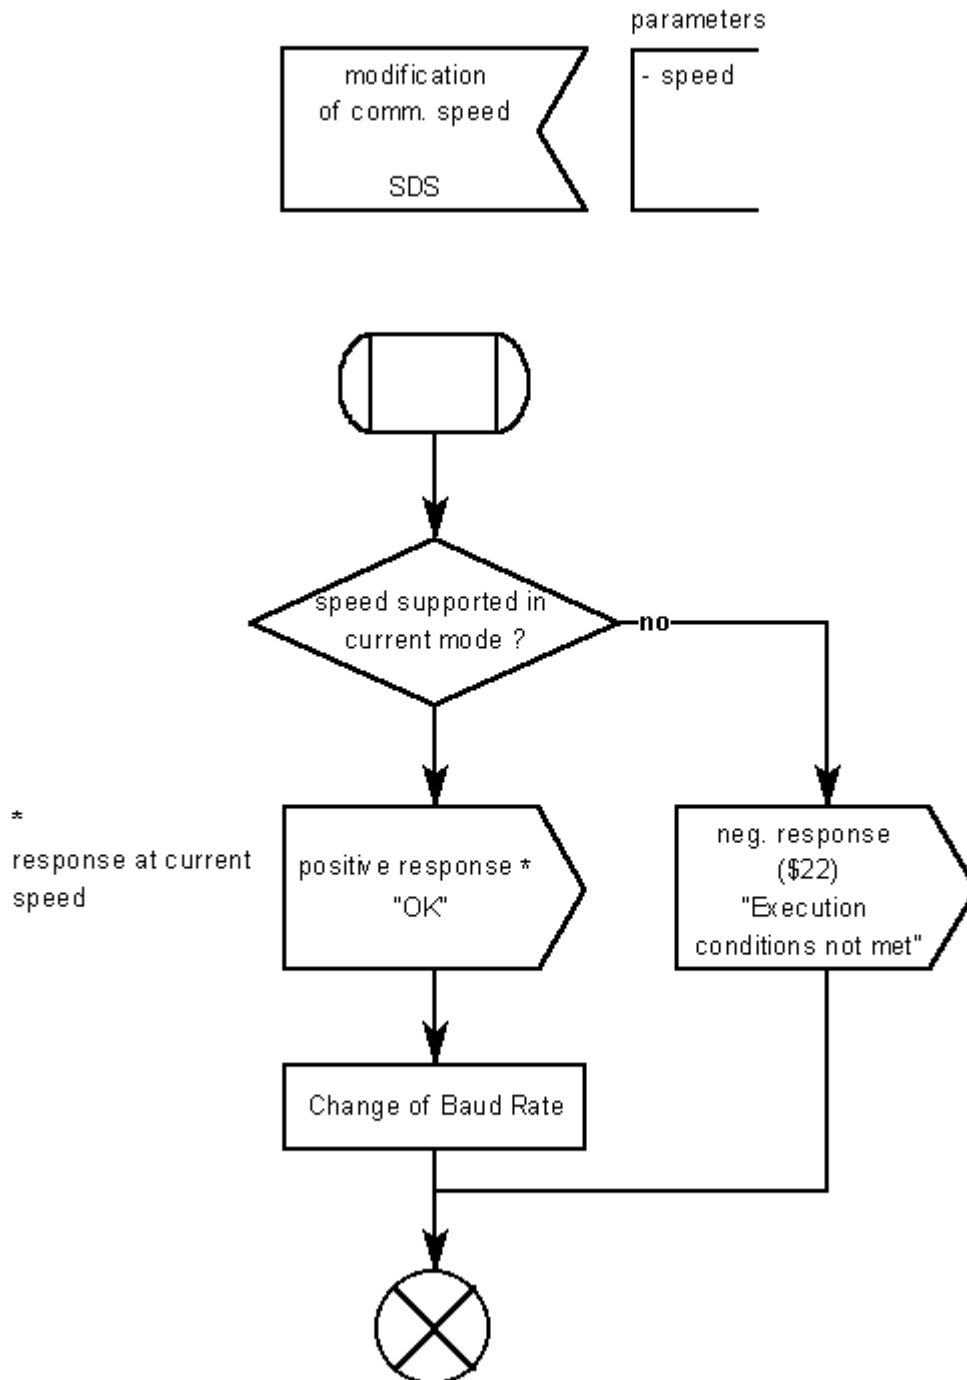 parameters
modification
of comm. speed
SDS
- speed
speed supported in
current mode ?
no
*
response at current
speed
positive response *
"OK"
neg. response
($22)
"Execution
conditions not met"
Change of Baud Rate